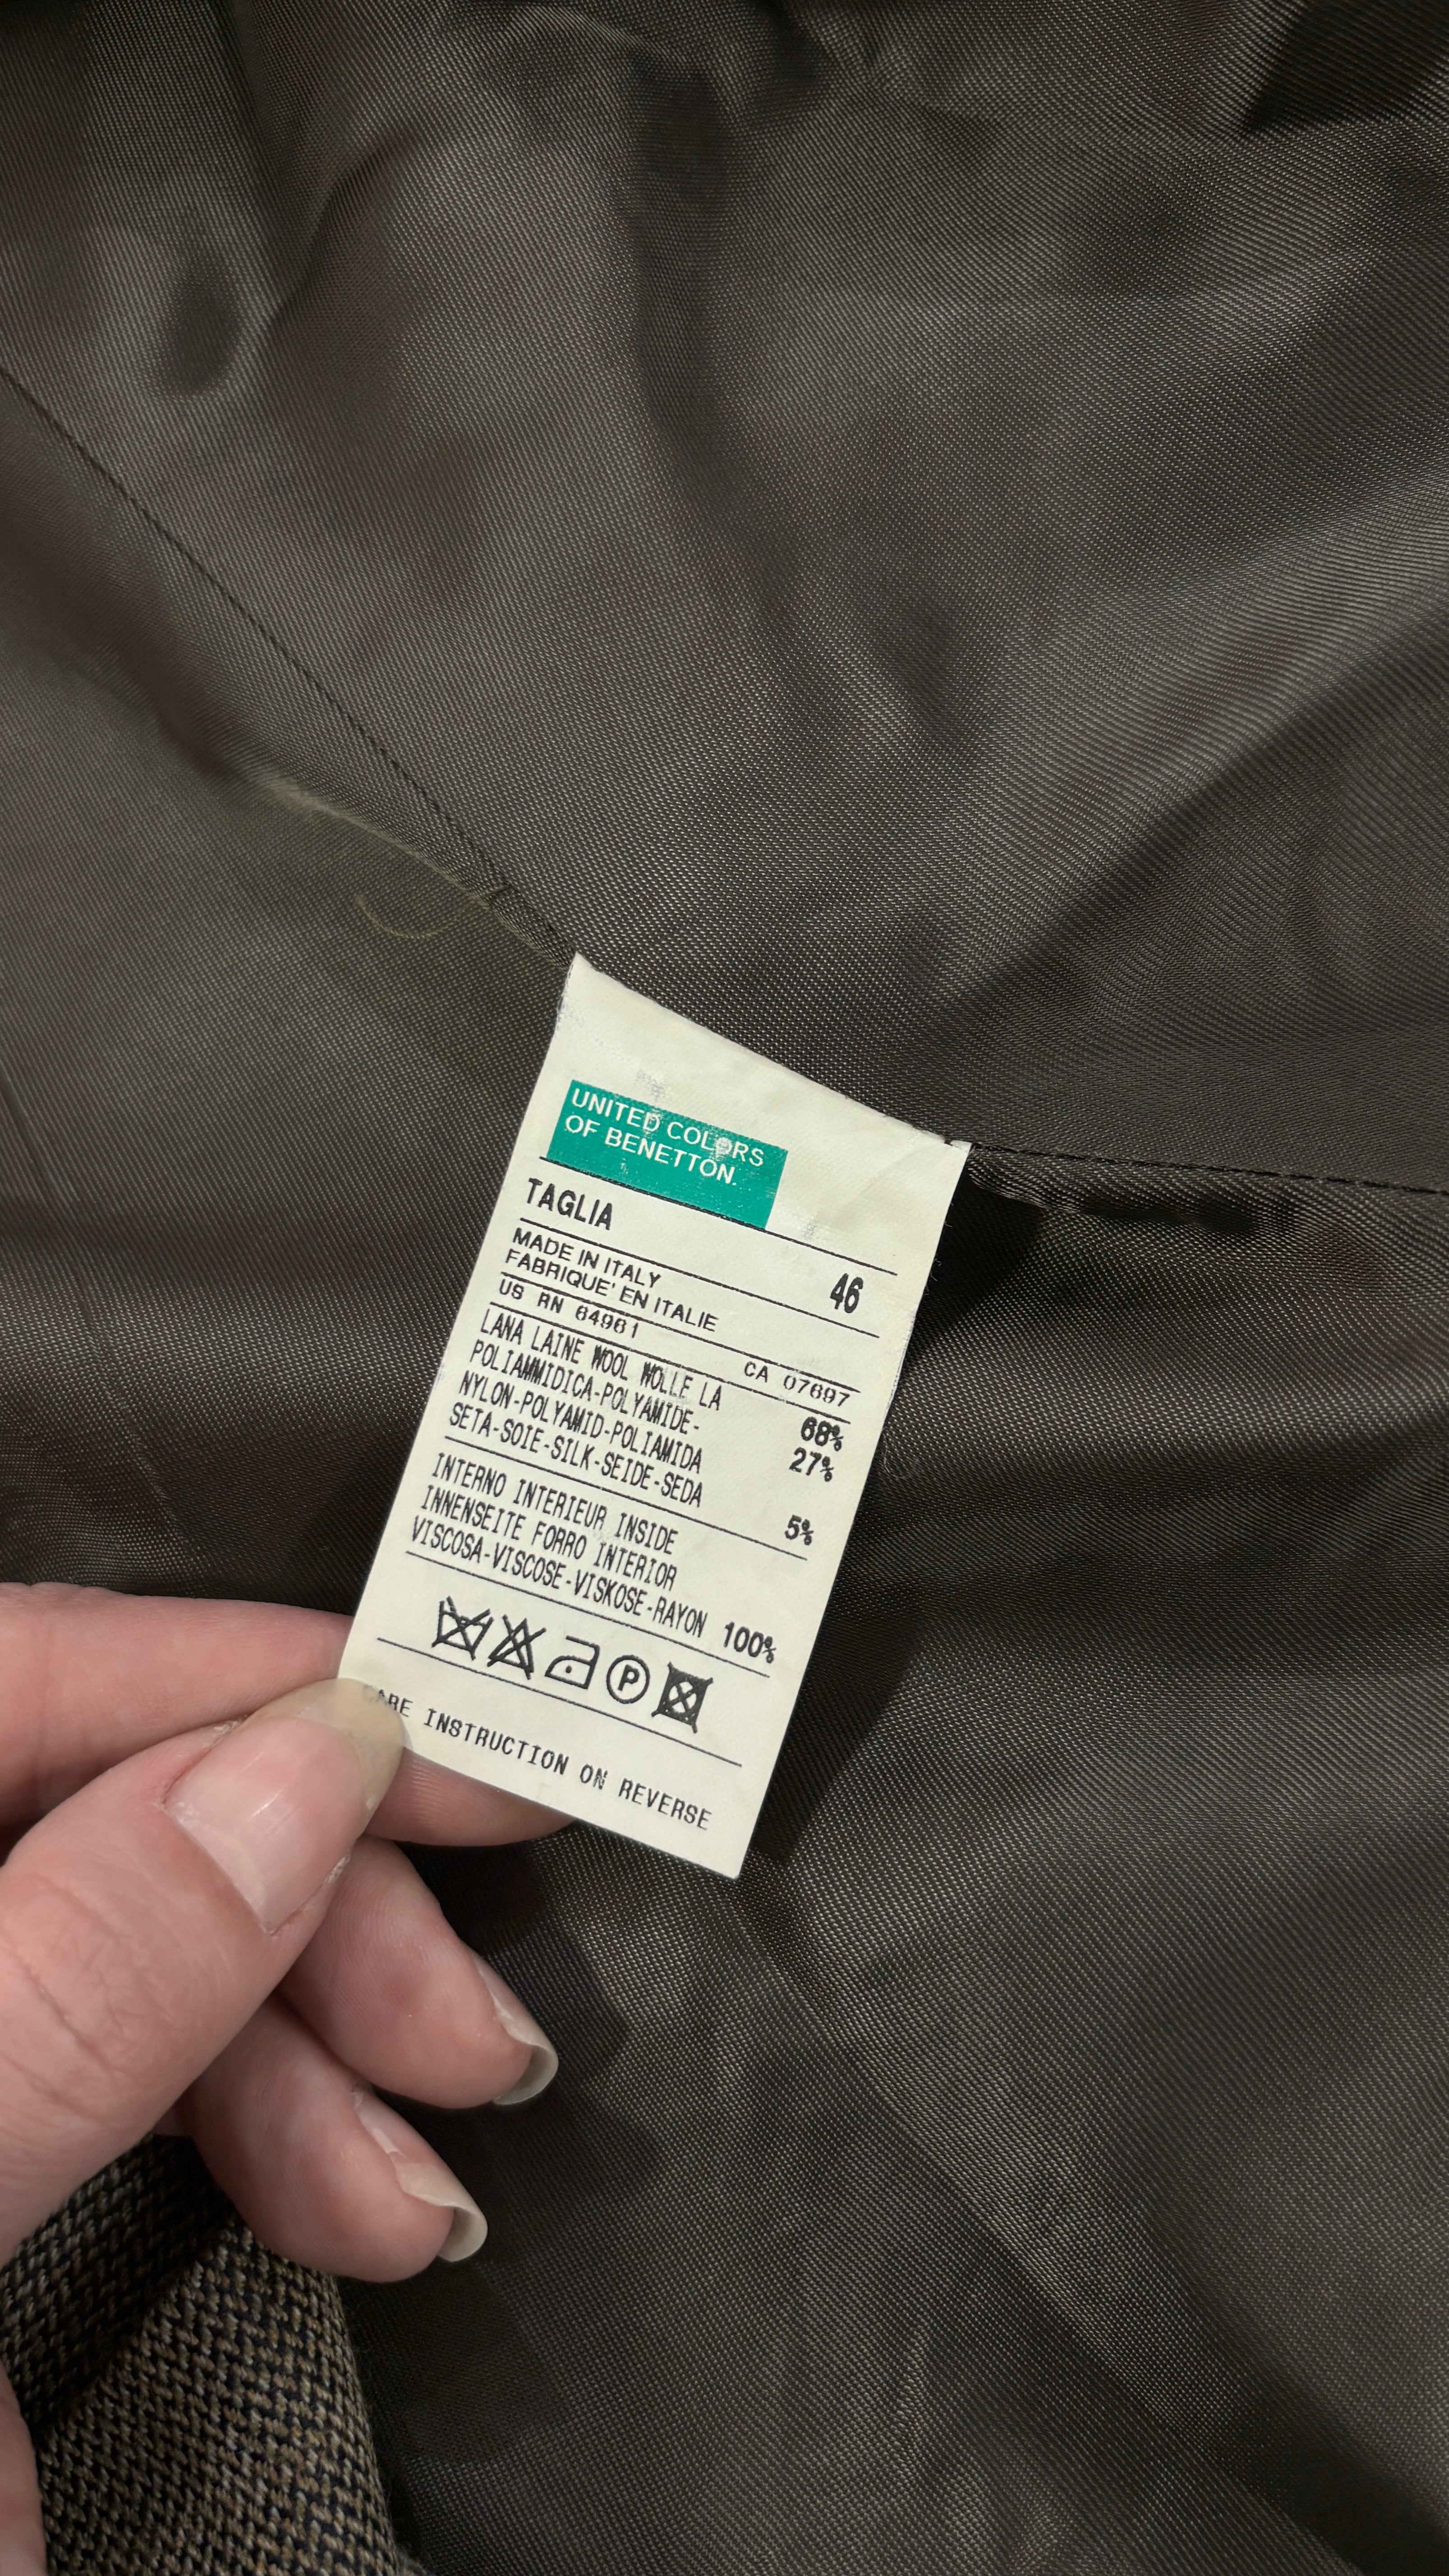 UNITED COLORS
OF BENETTON.
TAGLIA 46
MADE IN ITALY
FABRIQUE' EN ITALIE
US RN 64961 CA 07697
LANA LAINE WOOL WOLLE LA 68%
POLIAMMIDICA-POLYAMIDE- 27%
NYLON-POLYAMID-POLIAMIDA
SETA-SOIE-SILK-SEIDE-SEDA 5%
INTERNO INTERIEUR INSIDE
INNENSEITE FORRO INTERIOR
VISCOSA-VISCOSE-VISKOSE-RAYON 100%
P
CARE INSTRUCTION ON REVERSE